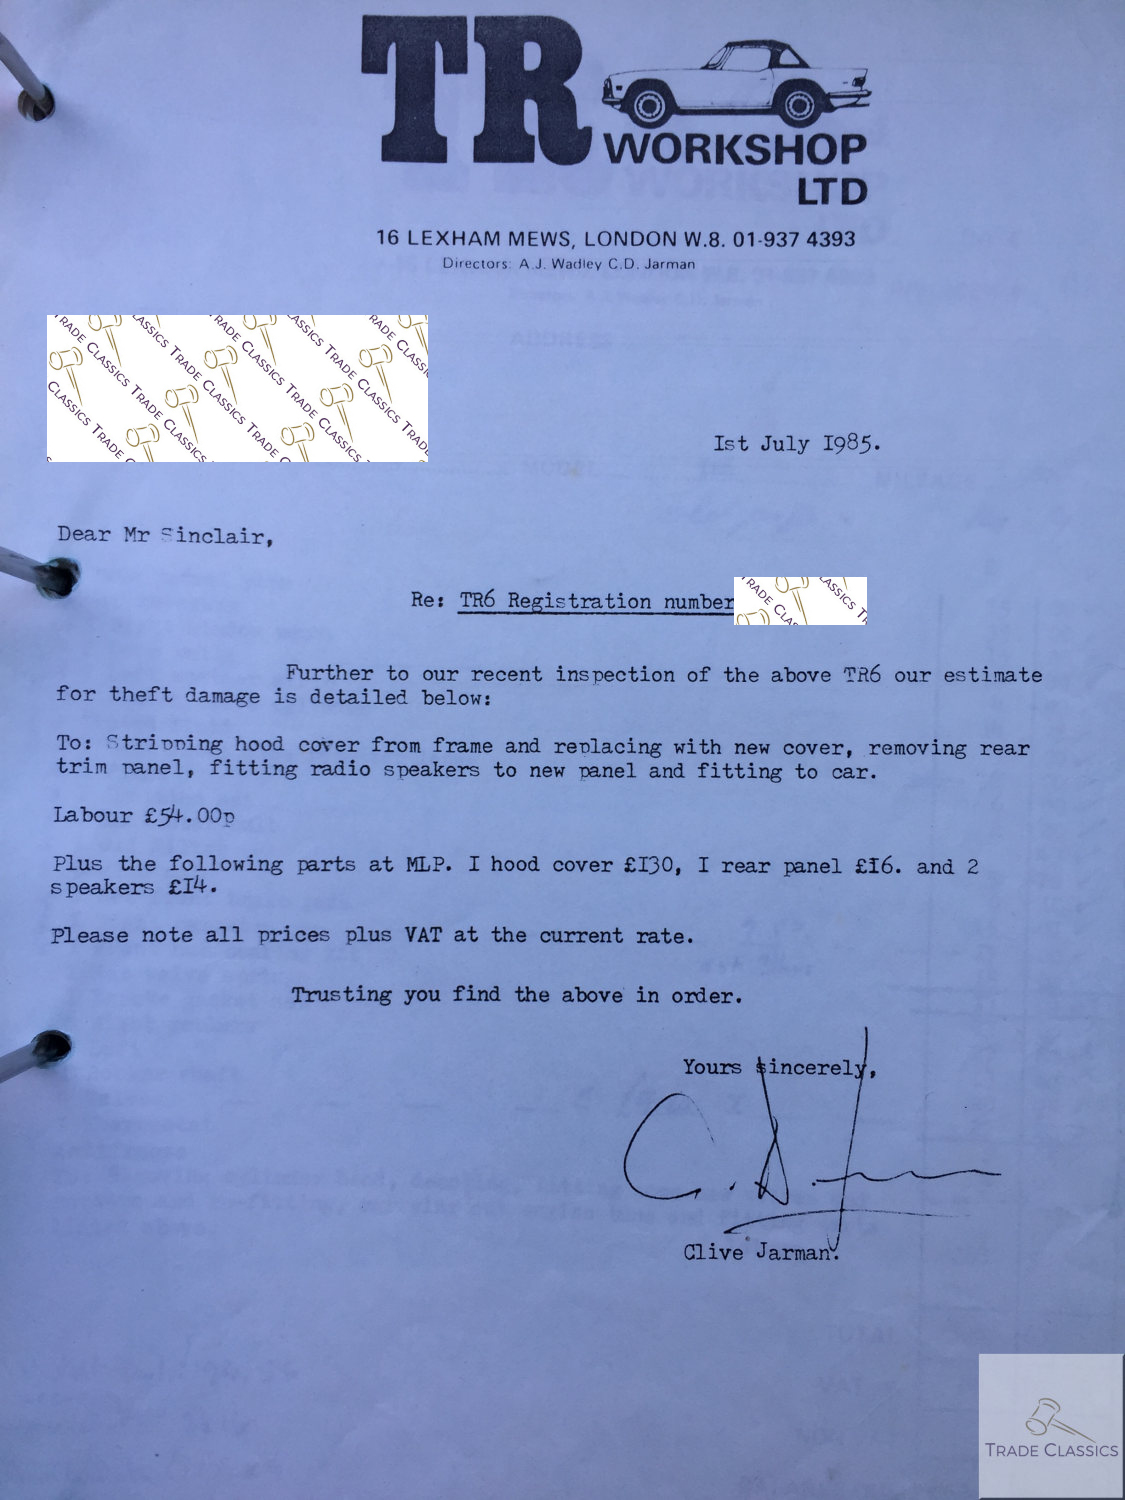 TR WORKSHOP
LTD
16 LEXHAM MEWS, LONDON W.8. 01-937 4393
Directors: A.J. Wadley C.D. Jarman
Ist July I985.
Dear Mr Sinclair,
Re: TR6 Registration number
Further to our recent inspection of the above TR6 our estimate
for theft damage is detailed below:
To: Stripping hood cover from frame and replacing with new cover, removing rear
trim panel, fitting radio speakers to new panel and fitting to car.
Labour £54.00p
Plus the following parts at MLP. I hood cover £I30, I rear panel £I6. and 2
speakers £I4.
Please note all prices plus VAT at the current rate.
Trusting you find the above in order.
Yours sincerely,
Clive Jarman.
TRADE CLASSICS